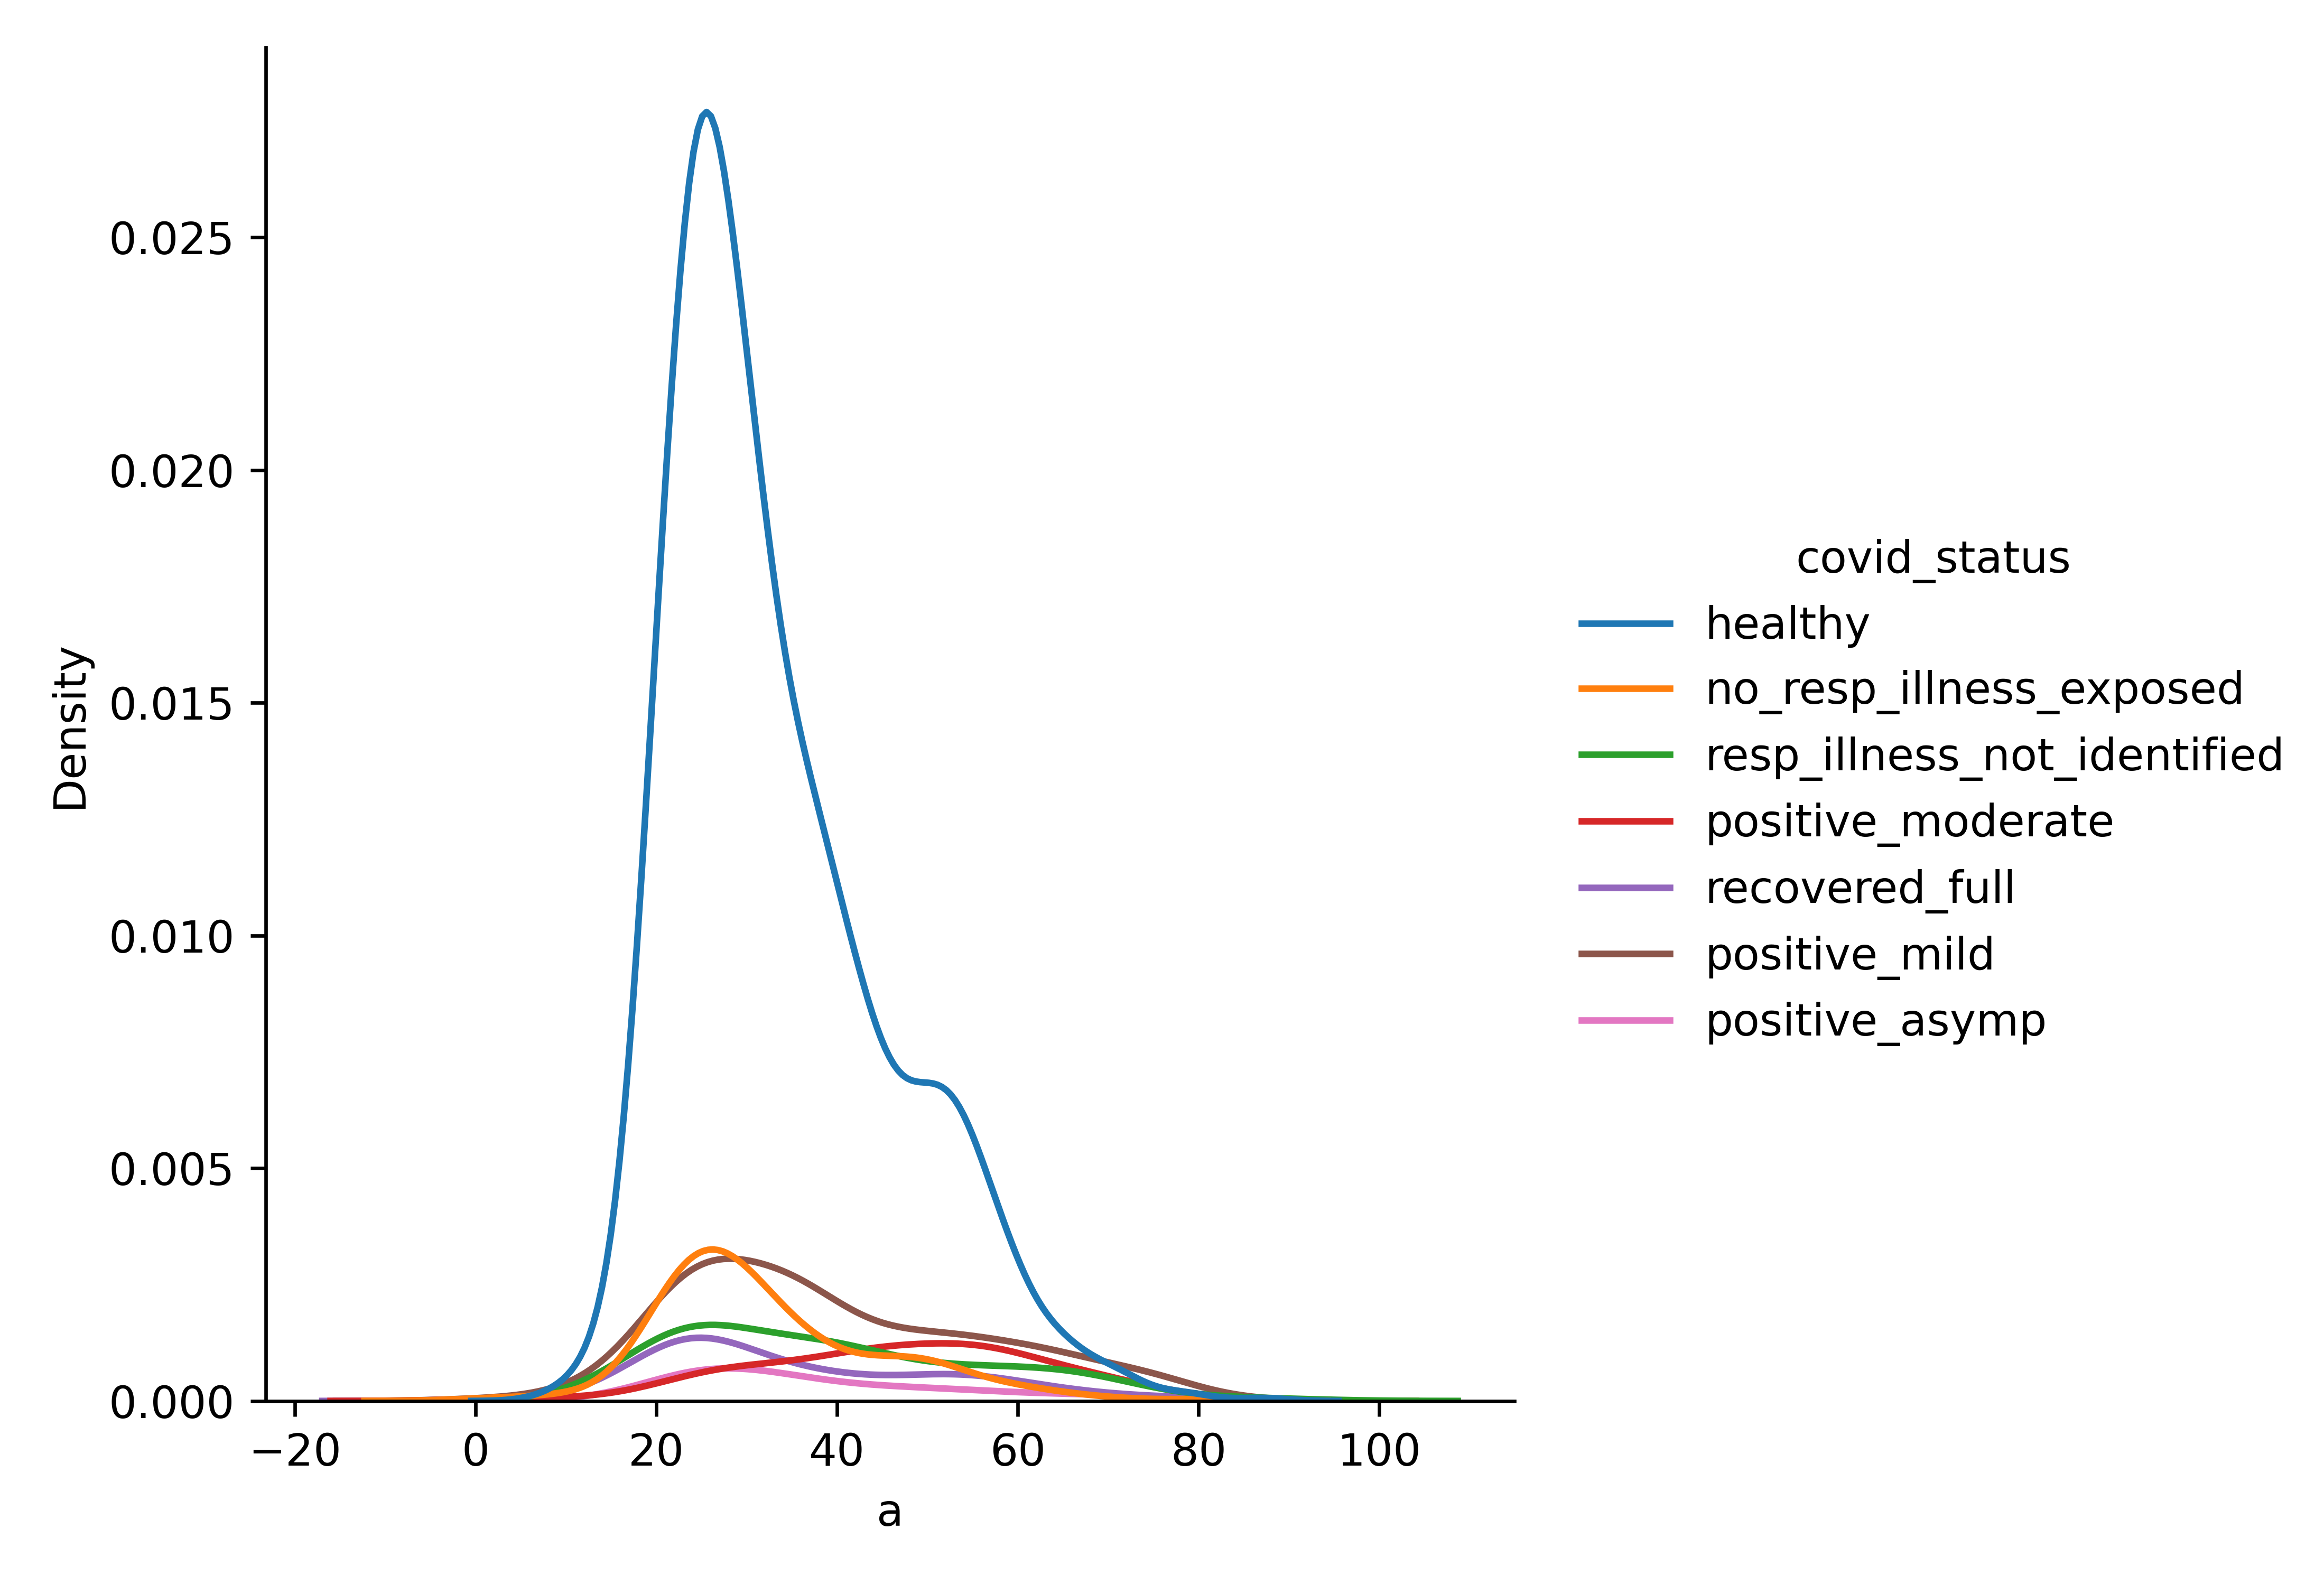 0.025
0.020
0.015
0.010
0.005
0.000
Density
−20 0 20 40 60 80 100
a
covid_status
healthy
no_resp_illness_exposed
resp_illness_not_identified
positive_moderate
recovered_full
positive_mild
positive_asymp